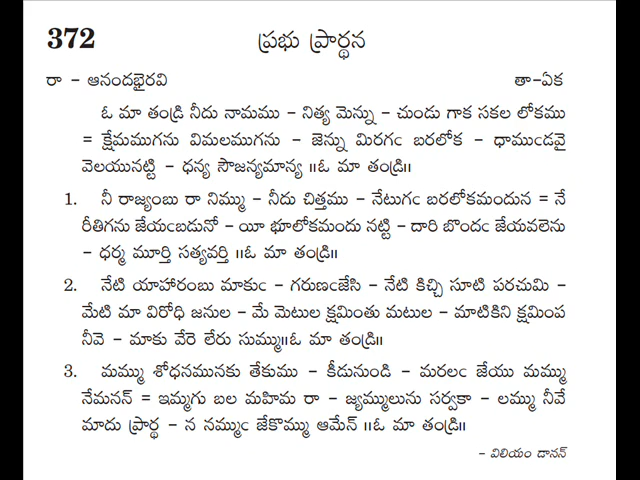 372 ప్రభు ప్రార్థన
రా - ఆనందభైరవి తా-ఏక
ఓ మా తండ్రి నీదు నామము – నిత్య మెన్ను – చుండు గాక సకల లోకము
= క్షేమముగను విమలముగను – జెన్ను మిరగఁ బరలోక – ధాముఁడవై
వెలయునట్టి – ధన్య సౌజన్యమాన్య ॥ఓ మా తండ్రి॥
1. నీ రాజ్యంబు రా నిమ్ము – నీదు చిత్తము – నేటుగఁ బరలోకమందున = నే
రీతిగను జేయఁబడునో – యీ భూలోకమందు నట్టి – దారి బొందఁ జేయవలెను
– ధర్మ మూర్తి సత్యవర్తి ॥ఓ మా తండ్రి॥
2. నేటి యాహారంబు మాకుఁ – గరుణఁజేసి – నేటి కిచ్చి సూటి పరచుమి –
మేటి మా విరోధి జనుల – మే మెటుల క్షమింతు మటుల – మాటికిని క్షమింప
నీవె – మాకు వేరె లేరు సుమ్ము॥ఓ మా తండ్రి॥
3. మమ్ము శోధనమునకు తేకుము – కీడునుండి – మరలఁ జేయు మమ్ము
నేమనన్ = ఇమ్మగు బల మహిమ రా – జ్యమ్ములును సర్వకా – లమ్ము నీవే
మాదు ప్రార్థ – న నమ్ముఁ జేకొమ్ము ఆమేన్ ॥ఓ మా తండ్రి॥
– విలియం డానన్